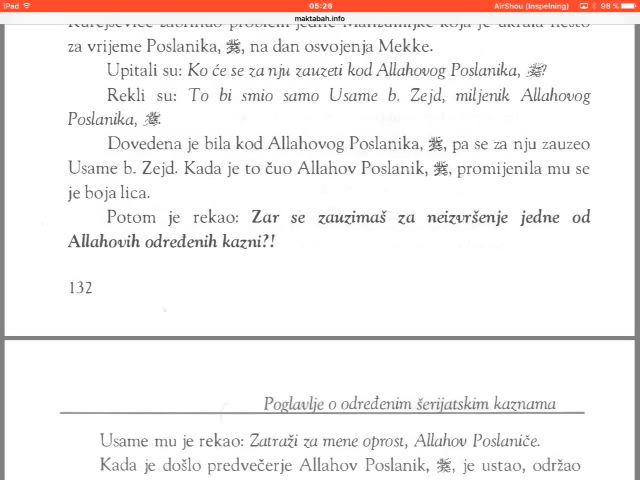 iPad
05:26
AirShou (Inspelning)
98 %
maktabah.info
Kurejševiće zabrinuo problem jedne Mahzumijke koja je ukrala nešto
za vrijeme Poslanika, ﷺ, na dan osvojenja Mekke.
Upitali su: Ko će se za nju zauzeti kod Allahovog Poslanika, ﷺ?
Rekli su: To bi smio samo Usame b. Zejd, miljenik Allahovog
Poslanika, ﷺ.
Dovedena je bila kod Allahovog Poslanika, ﷺ, pa se za nju zauzeo
Usame b. Zejd. Kada je to čuo Allahov Poslanik, ﷺ, promijenila mu se
je boja lica.
Potom je rekao: Zar se zauzimaš za neizvršenje jedne od
Allahovih određenih kazni?!
132
Poglavlje o određenim šerijatskim kaznama
Usame mu je rekao: Zatraži za mene oprost, Allahov Poslaniče.
Kada je došlo predvečerje Allahov Poslanik, ﷺ, je ustao, održao